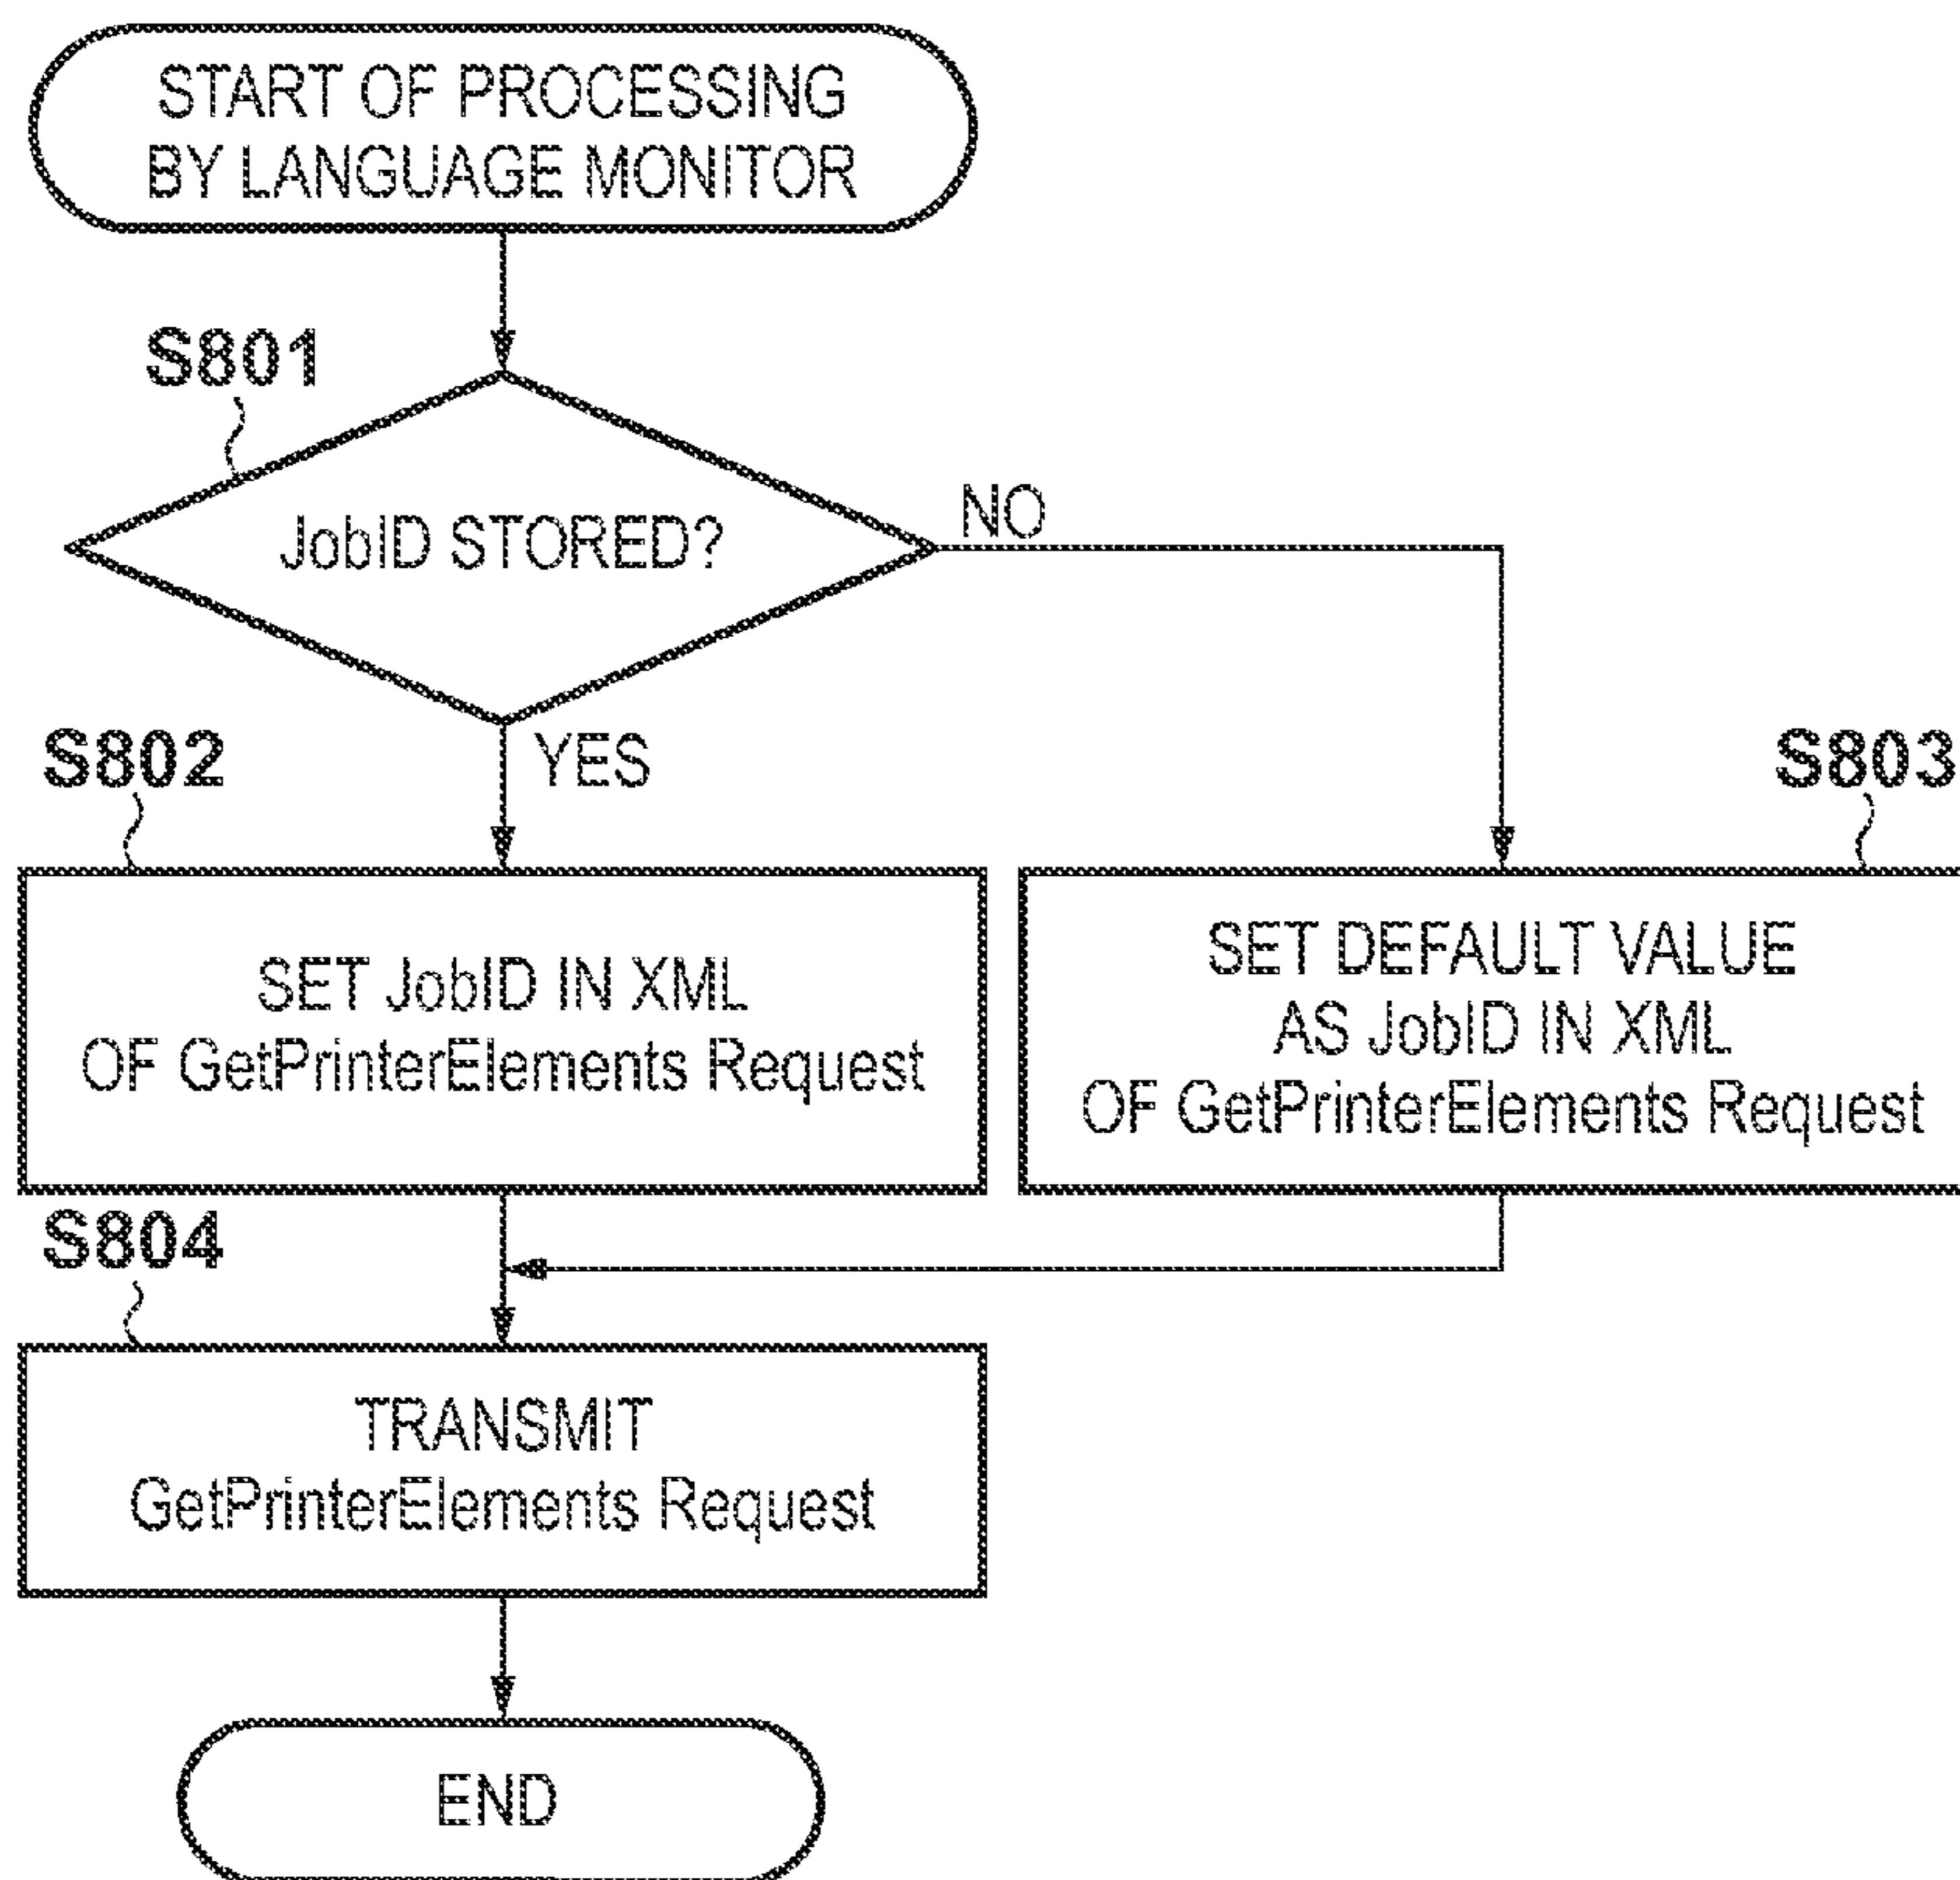 START OF PROCESSING
BY LANGUAGE MONITOR
S801
JobID STORED?
NO
YES
S802
SET JobID IN XML
OF GetPrinterElements Request
S803
SET DEFAULT VALUE
AS JobID IN XML
OF GetPrinterElements Request
S804
TRANSMIT
GetPrinterElements Request
END